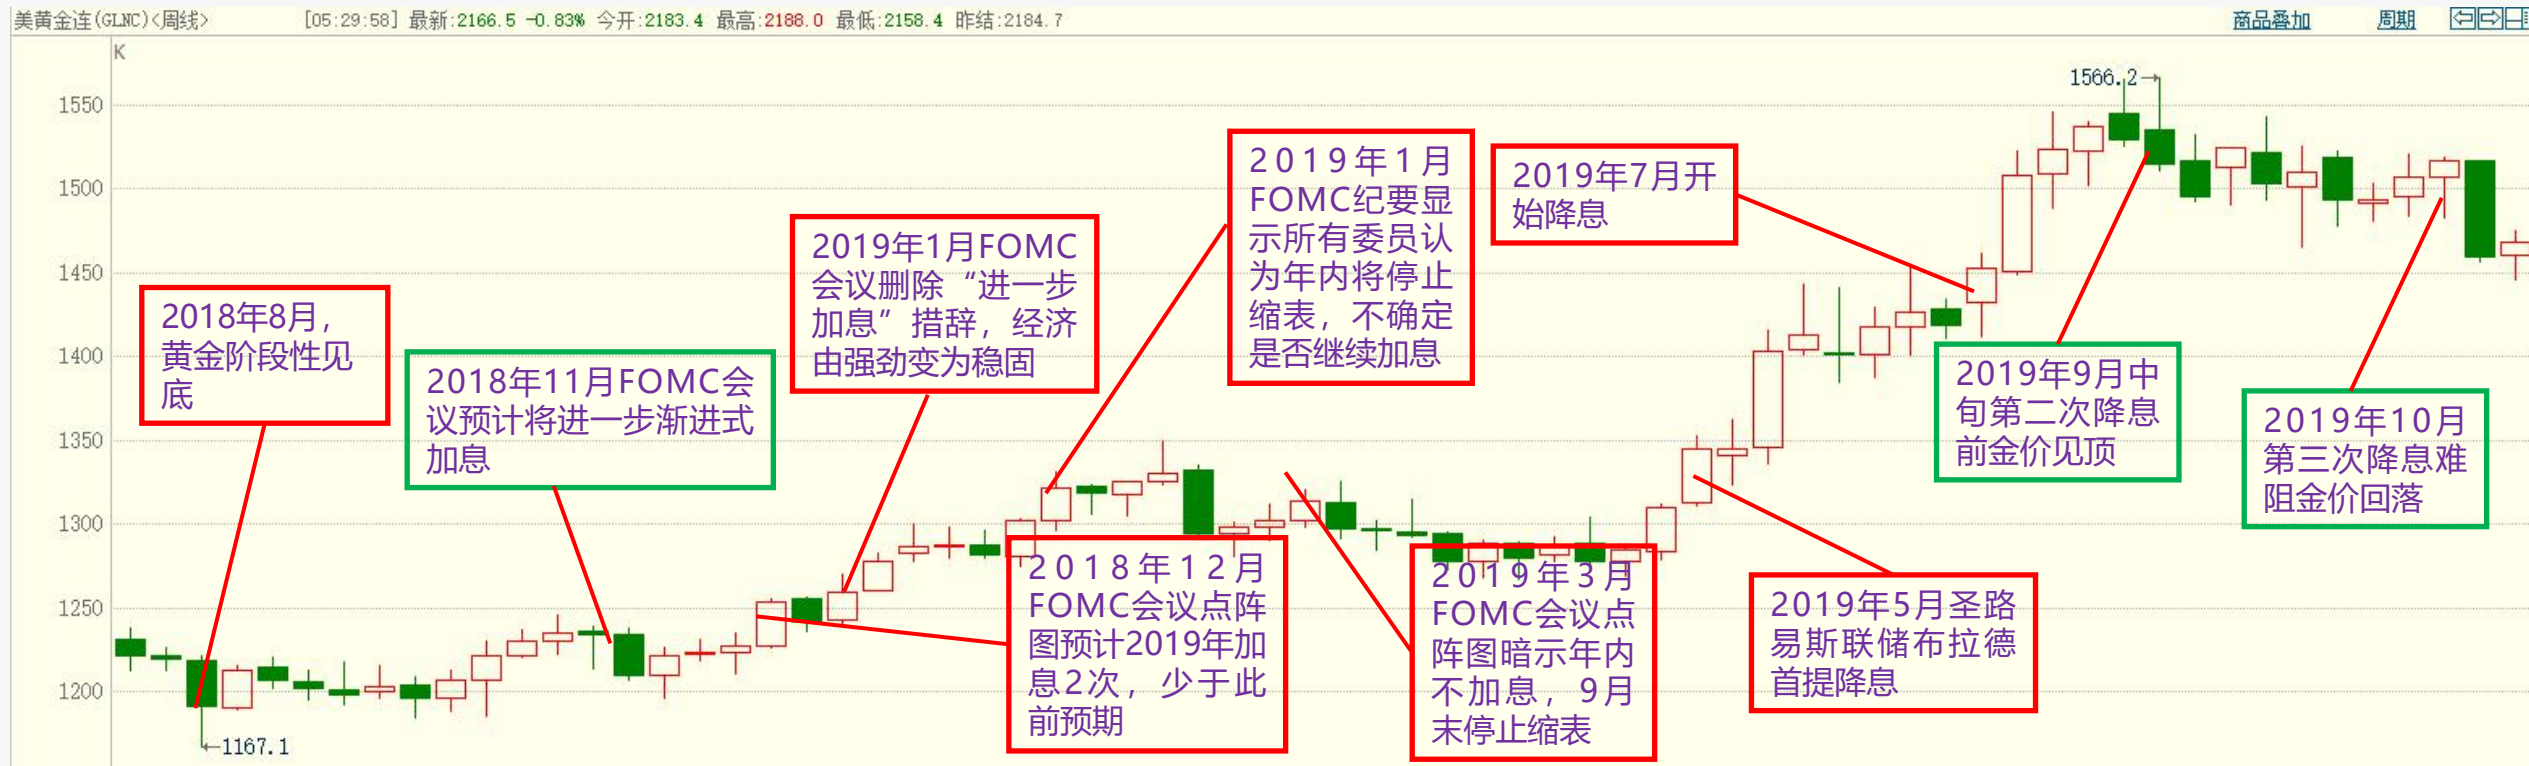 美黄金连(GLNC)<周线> [05:29:58] 最新:2166.5 -0.83% 今开:2183.4 最高:2188.0 最低:2158.4 昨结:2184.7 商品叠加 周期
K
1566.2
1550
1500
1450
1400
1350
1300
1250
1200
1167.1
2018年8月，
黄金阶段性见
底
2018年11月FOMC会
议预计将进一步渐进式
加息
2019年1月FOMC
会议删除“进一步
加息”措辞，经济
由强劲变为稳固
2018年12月
FOMC会议点阵
图预计2019年加
息2次，少于此
前预期
2019年1月
FOMC纪要显
示所有委员认
为年内将停止
缩表，不确定
是否继续加息
2019年3月
FOMC会议点
阵图暗示年内
不加息，9月
末停止缩表
2019年7月开
始降息
2019年5月圣路
易斯联储布拉德
首提降息
2019年9月中
旬第二次降息
前金价见顶
2019年10月
第三次降息难
阻金价回落